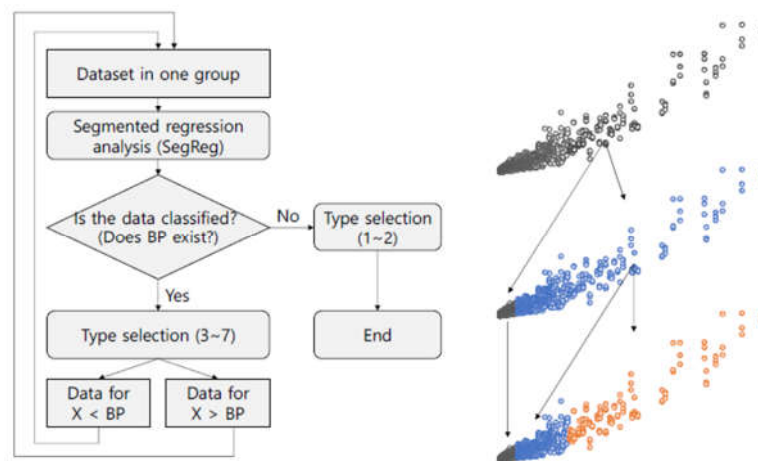 Dataset in one group
Segmented regression
analysis (SegReg)
Is the data classified?
(Does BP exist?)
No
Type selection
(1~2)
Yes
Type selection (3~7)
End
Data for
X < BP
Data for
X > BP